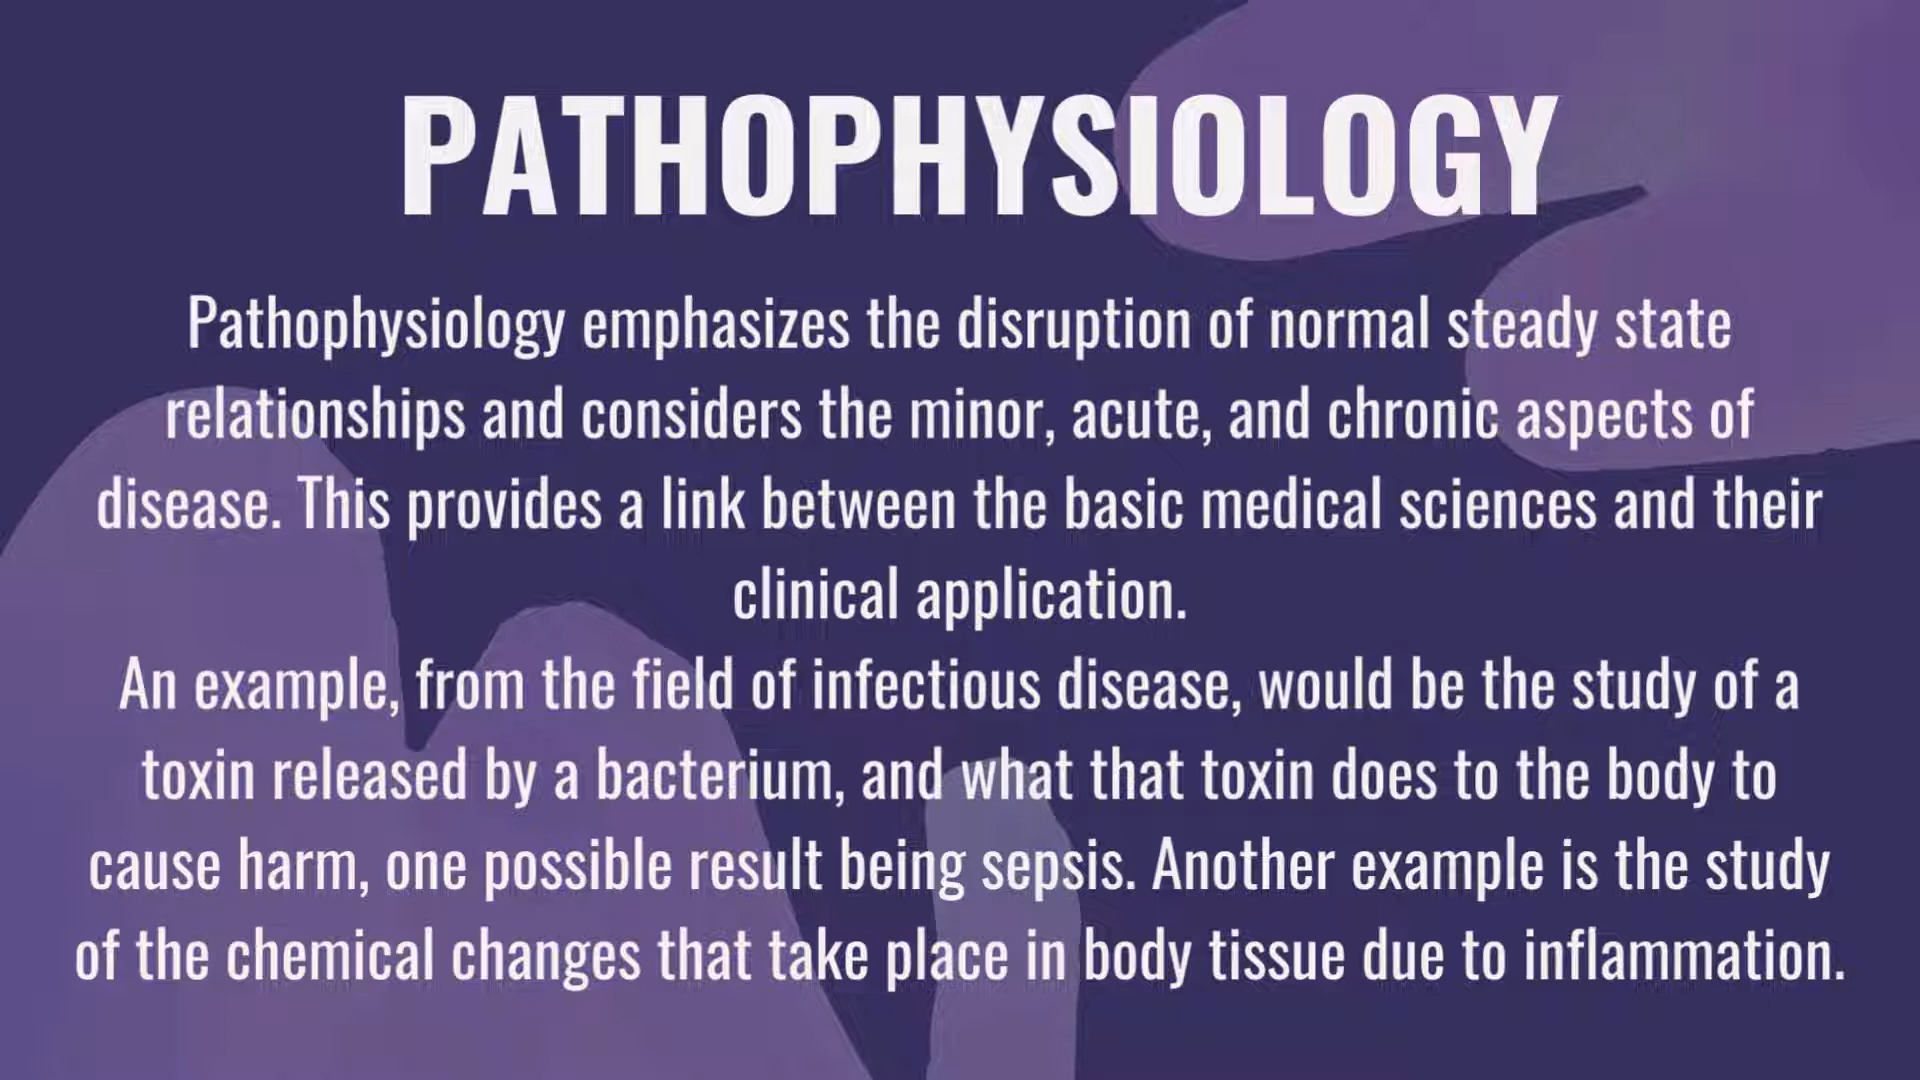 PATHOPHYSIOLOGY
Pathophysiology emphasizes the disruption of normal steady state
relationships and considers the minor, acute, and chronic aspects of
disease. This provides a link between the basic medical sciences and their
clinical application.
An example, from the field of infectious disease, would be the study of a
toxin released by a bacterium, and what that toxin does to the body to
cause harm, one possible result being sepsis. Another example is the study
of the chemical changes that take place in body tissue due to inflammation.